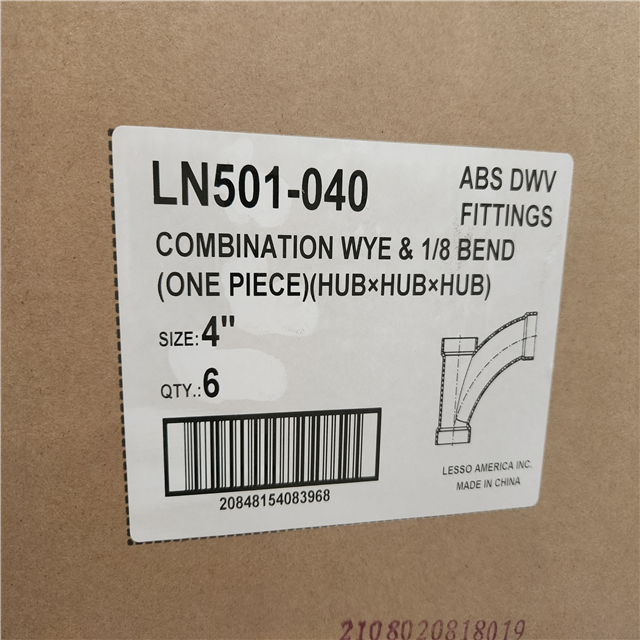 LN501-040
ABS DWV
FITTINGS
COMBINATION WYE & 1/8 BEND
(ONE PIECE)(HUB×HUB×HUB)
SIZE:4"
QTY.:6
20848154083968
LESSO AMERICA INC.
MADE IN CHINA
2108020818019